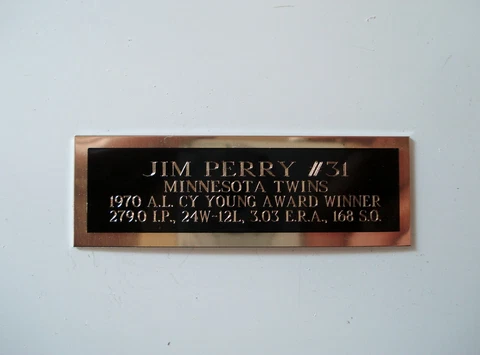 JIM PERRY #31
MINNESOTA TWINS
1970 A.L. CY YOUNG AWARD WINNER
279.0 I.P., 24W-12L, 3.03 E.R.A., 168 S.O.